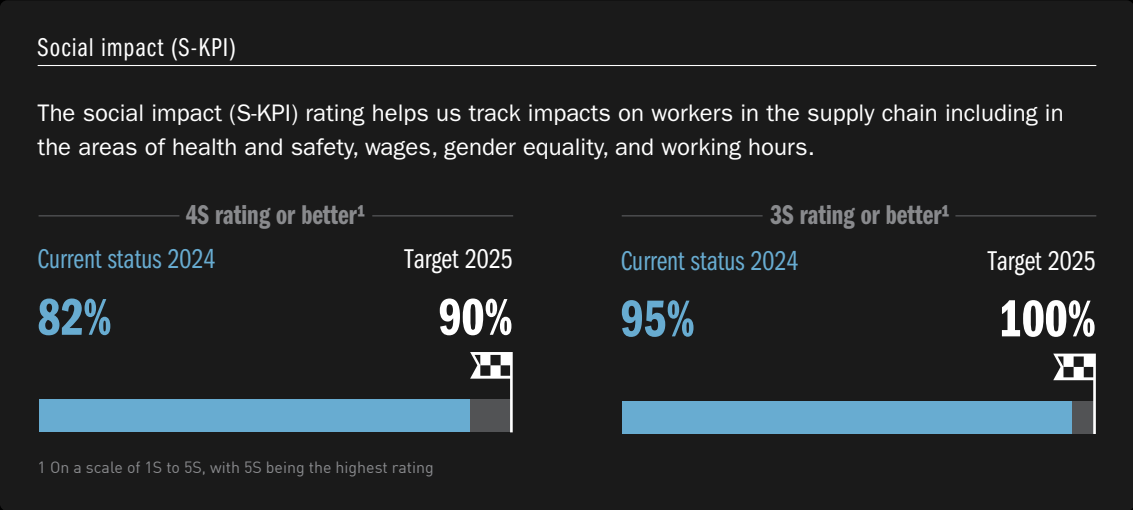 Social impact (S-KPI)
The social impact (S-KPI) rating helps us track impacts on workers in the supply chain including in
the areas of health and safety, wages, gender equality, and working hours.
4S rating or better¹
Current status 2024 Target 2025
82% 90%
3S rating or better¹
Current status 2024 Target 2025
95% 100%
1 On a scale of 1S to 5S, with 5S being the highest rating